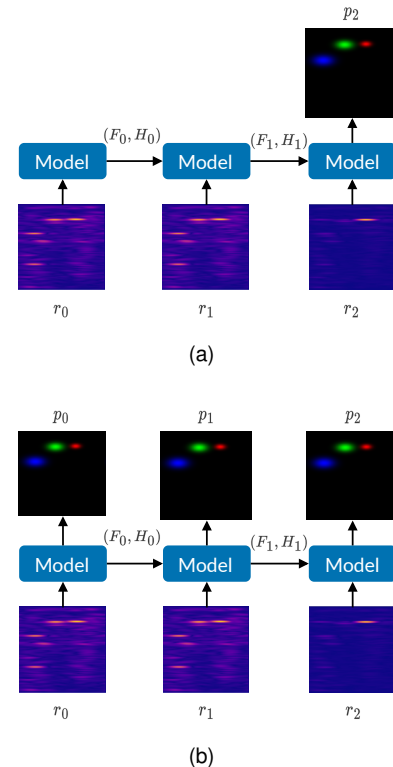 p₂
(F₀, H₀) (F₁, H₁)
Model Model Model
r₀ r₁ r₂
(a)
p₀ p₁ p₂
(F₀, H₀) (F₁, H₁)
Model Model Model
r₀ r₁ r₂
(b)